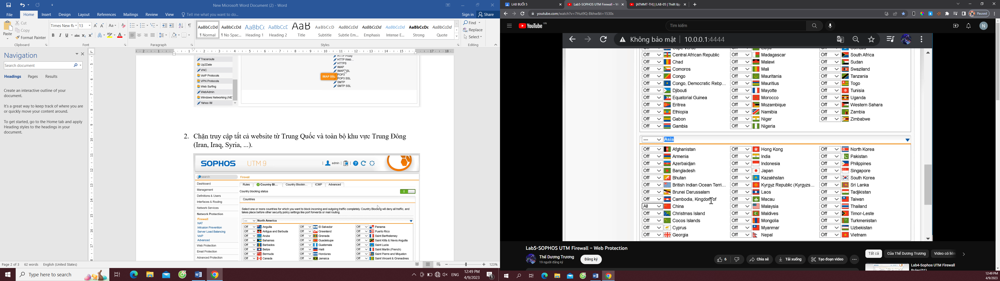 New Microsoft Word Document (2) - Word
File Home Insert Design Layout References Mailings Review View Tell me what you want to do... Sign in Share
Paste
Cut
Copy
Format Painter
Clipboard
Times New Ro 13
Font
Paragraph
AaBbCcDd AaBbCcDd AaBbCc AaBbCcC AaB AaBbCcD AaBbCcDd AaBbCcDd AaBbCcDd AaBbCcDc AaBbCcDd
¶ Normal ¶ No Spac... Heading 1 Heading 2 Title Subtitle Subtle Em... Emphasis Intense E... Strong Quote
Styles
Find
Replace
Select
Editing
Navigation
Search document
Headings Pages Results
Create an interactive outline of your
document.
It's a great way to keep track of where you are
or quickly move your content around.
To get started, go to the Home tab and apply
Heading styles to the headings in your
document.
Traceroute
Up2Date
VNC
VoIP Protocols
VPN Protocols
Web Surfing
WebAdmin
Windows Networking (NE
Yahoo IM
HTTP Proxy
HTTP Web...
HTTPS
IMAP
IMAP SSL
POP3
POP3 SSL
SMTP
SMTP SSL
IMAP SSL
2. Chặn truy cập tất cả website từ Trung Quốc và toàn bộ khu vực Trung Đông
(Iran, Iraq, Syria, ...).
SOPHOS UTM 9 admin
search
Firewall
Dashboard
Management
Definitions & Users
Interfaces & Routing
Network Services
Network Protection
Firewall
NAT
Intrusion Prevention
Server Load Balancing
VoIP
Advanced
Web Protection
Email Protection
Advanced Protection
Rules Country Bl... Country Blockin... ICMP Advanced
Country blocking status
Countries
Select one or more countries for which you want to block incoming and outgoing traffic completely. Country Blocking will deny all traffic, and
takes place before other security policy settings like port forwards or mail routing.
--- North America
Off Anguilla Off El Salvador Off Panama
Off Antigua and Barbuda Off Greenland Off Puerto Rico
Off Aruba Off Grenada Off Saint Barthelemey
Off Bahamas Off Guadeloupe Off Saint Kitts & Nevis Anguilla
Off Barbados Off Guatemala Off Saint Lucia
Off Belize Off Haiti Off Saint Martin (French)
Off Bermuda Off Honduras Off Saint Pierre and Miquelon
Off Canada Off Jamaica Off Saint Vincent & Grenadines
Page 2 of 3 62 words English (United States) 123%
Type here to search
ENG
12:49 PM
4/9/2023
LAB BUỔI 5
Lab5-SOPHOS UTM Firewall – W
[ATMMT-TH] | LAB-05 | Thiết lập
youtube.com/watch?v=7Hut9Q-Bkhw&t=1530s
Paused
YouTube VN
Tìm kiếm
N
Không bảo mật 10.0.0.1:4444
Off Cape Verde Off Libya Off Somalia
Off Central African Republic Off Madagascar Off South Africa
Off Chad Off Malawi Off Sudan
Off Comoros Off Mali Off Swaziland
Off Congo Off Mauritania Off Tanzania
Off Congo, Democratic Rebp... Off Mauritius Off Togo
Off Djibouti Off Mayotte Off Tunisia
Off Equatorial Guinea Off Morocco Off Uganda
Off Eritrea Off Mozambique Off Western Sahara
Off Ethiopia Off Namibia Off Zambia
Off Gabon Off Niger Off Zimbabwe
Off Gambia Off Nigeria
--- Asia
Off Afghanistan Off Hong Kong Off North Korea
Off Armenia Off India Off Pakistan
Off Azerbaidjan Off Indonesia Off Philippines
Off Bangladesh Off Japan Off Singapore
Off Bhutan Off Kazakhstan Off South Korea
Off British Indian Ocean Terri... Off Kyrgyz Republic (Kyrgyzs... Off Sri Lanka
Off Brunei Darussalam Off Laos Off Tadjikistan
Off Cambodia, Kingdom of Off Macau Off Taiwan
All China Off Malaysia Off Thailand
Off Christmas Island Off Maldives Off Timor-Leste
Off Cocos Islands Off Mongolia Off Turkmenistan
Off Cyprus Off Myanmar Off Uzbekistan
Off Georgia Off Nepal Off Vietnam
Lab5-SOPHOS UTM Firewall – Web Protection
Thế Dương Trương
19 người đăng ký
Đăng ký
6 Chia sẻ Tải xuống Tạo đoạn video ...
Tất cả Của Thế Dương Trương Video có liên
Lab4-Sophos UTM Firewall
Rules(01)
12:49 PM
4/9/2023